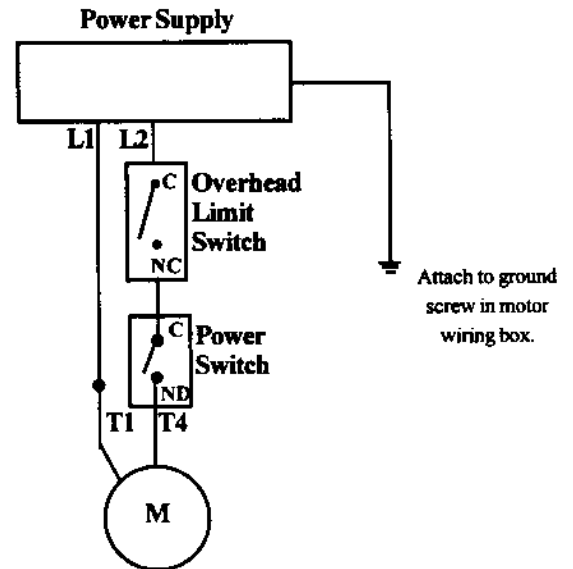 Power Supply
L1 L2
C
Overhead
Limit
Switch
NC
C
Power
Switch
ND
T1 T4
M
Attach to ground
screw in motor
wiring box.